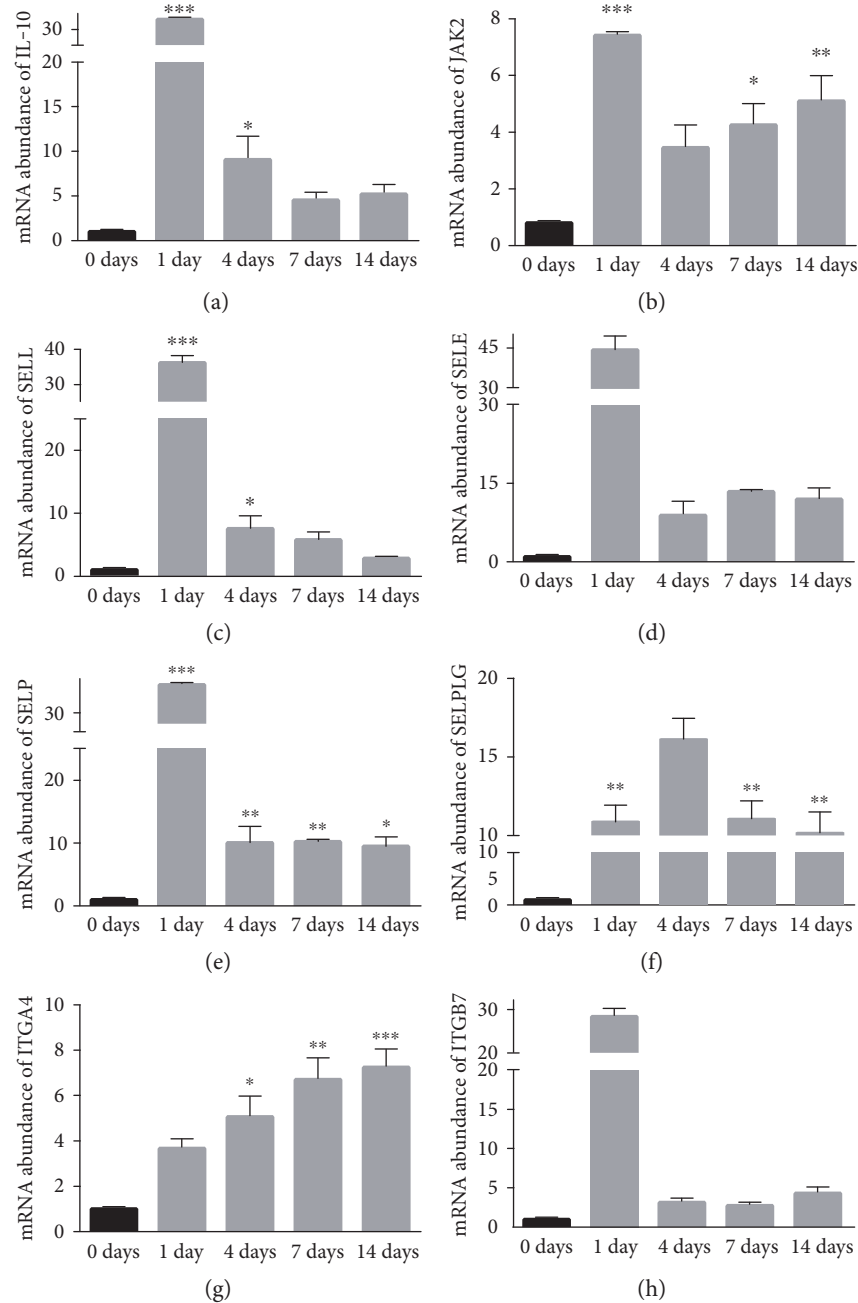 mRNA abundance of IL-10
30
20
15
10
5
0
***
*
0 days 1 day 4 days 7 days 14 days
(a)
mRNA abundance of JAK2
8
6
4
2
0
***
*
**
0 days 1 day 4 days 7 days 14 days
(b)
mRNA abundance of SELL
40
30
20
10
0
***
*
0 days 1 day 4 days 7 days 14 days
(c)
mRNA abundance of SELE
45
30
30
15
0
0 days 1 day 4 days 7 days 14 days
(d)
mRNA abundance of SELP
30
20
10
0
***
**
**
*
0 days 1 day 4 days 7 days 14 days
(e)
mRNA abundance of SELPLG
20
15
10
10
5
0
**
**
**
0 days 1 day 4 days 7 days 14 days
(f)
mRNA abundance of ITGA4
10
8
6
4
2
0
*
**
***
0 days 1 day 4 days 7 days 14 days
(g)
mRNA abundance of ITGB7
30
20
20
15
10
5
0
0 days 1 day 4 days 7 days 14 days
(h)